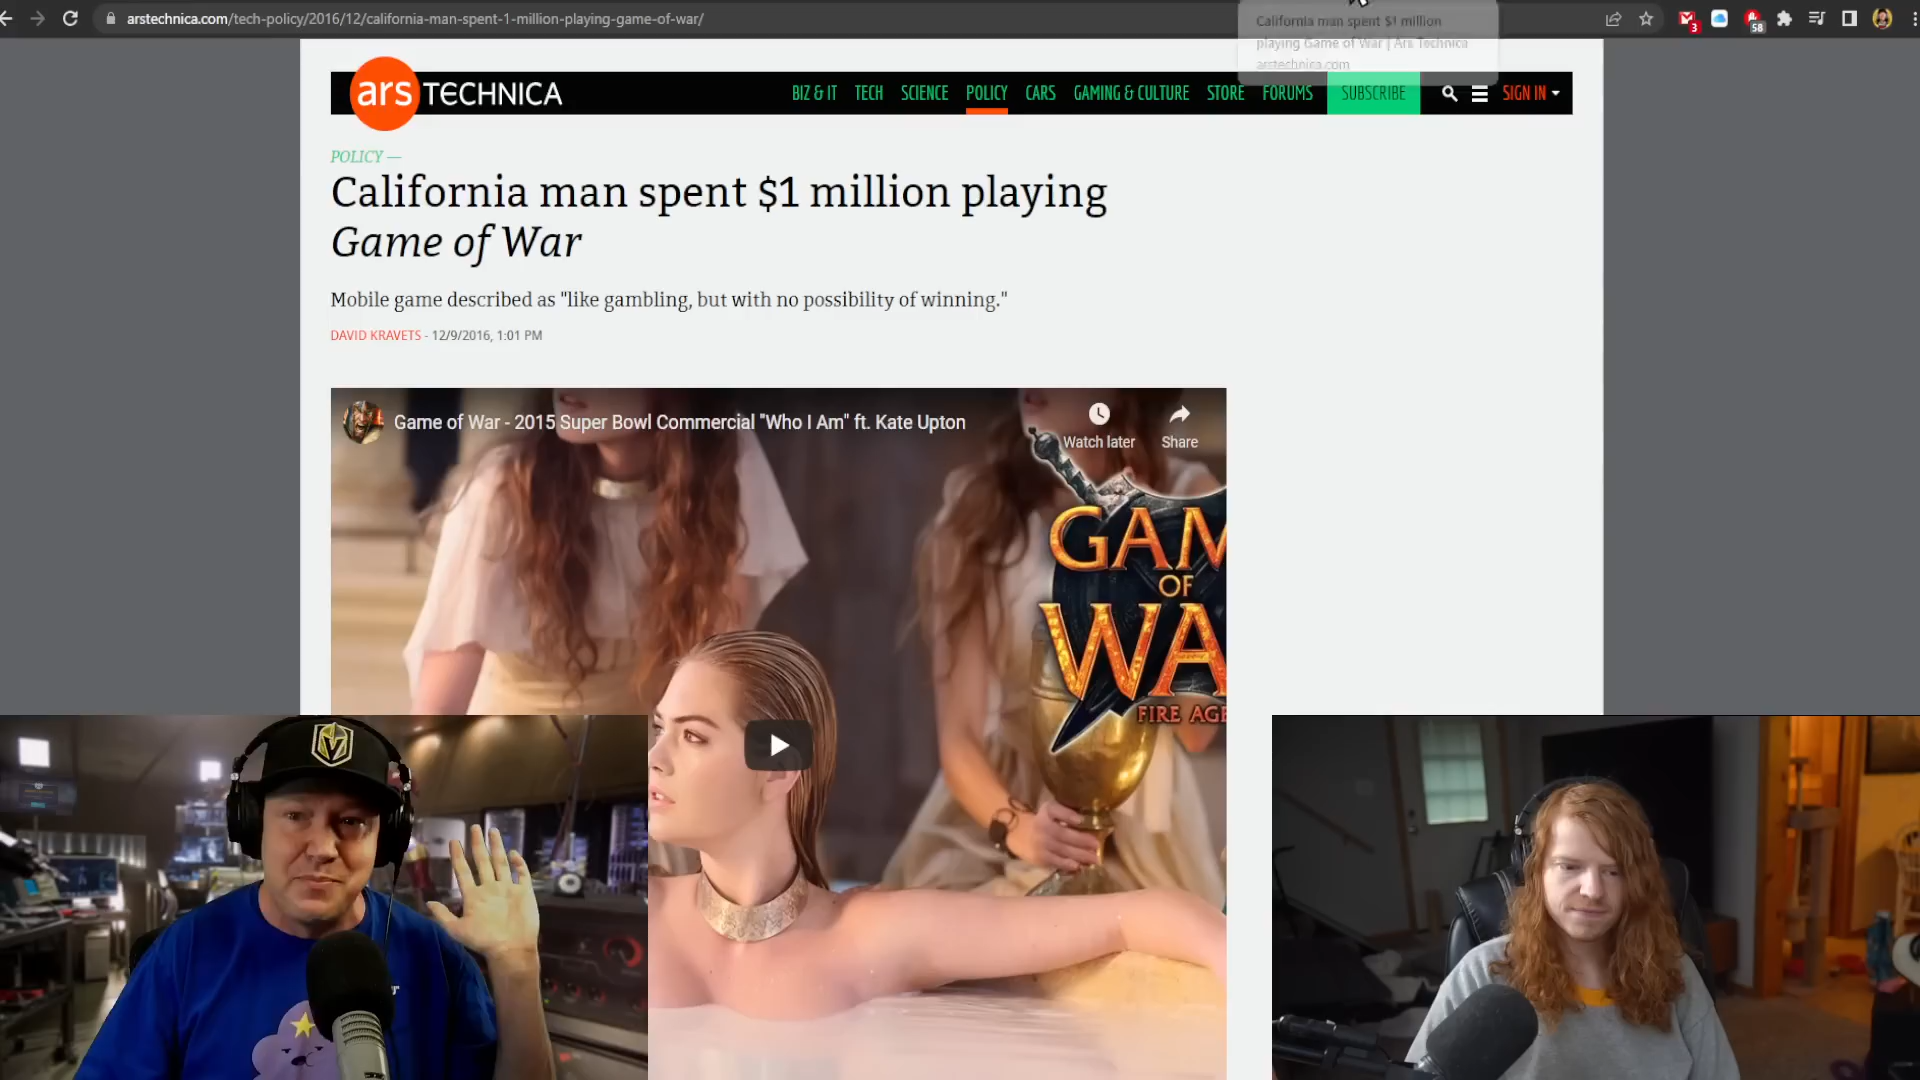 arstechnica.com/tech-policy/2016/12/california-man-spent-1-million-playing-game-of-war/
California man spent $1 million
playing Game of War | Ars Technica
arstechnica.com
3
58
ars TECHNICA
BIZ & IT TECH SCIENCE POLICY CARS GAMING & CULTURE STORE FORUMS SUBSCRIBE SIGN IN
POLICY —
California man spent $1 million playing
Game of War
Mobile game described as "like gambling, but with no possibility of winning."
DAVID KRAVETS - 12/9/2016, 1:01 PM
Game of War - 2015 Super Bowl Commercial "Who I Am" ft. Kate Upton
Watch later
Share
GAM
OF
WA
FIRE AGE